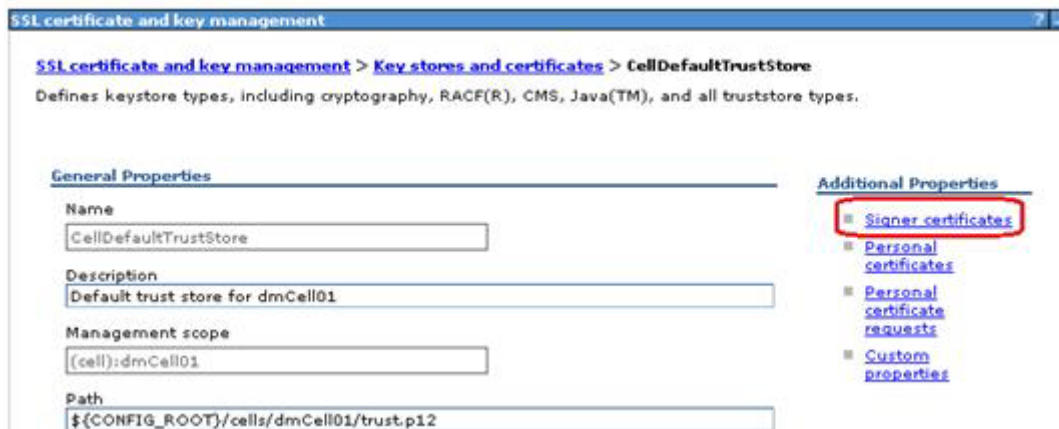 SSL certificate and key management ? -
SSL certificate and key management > Key stores and certificates > CellDefaultTrustStore
Defines keystore types, including cryptography, RACF(R), CMS, Java(TM), and all truststore types.
General Properties
Name
CellDefaultTrustStore
Description
Default trust store for dmCell01
Management scope
(cell):dmCell01
Path
${CONFIG_ROOT}/cells/dmCell01/trust.p12
Additional Properties
Signer certificates
Personal
certificates
Personal
certificate
requests
Custom
properties